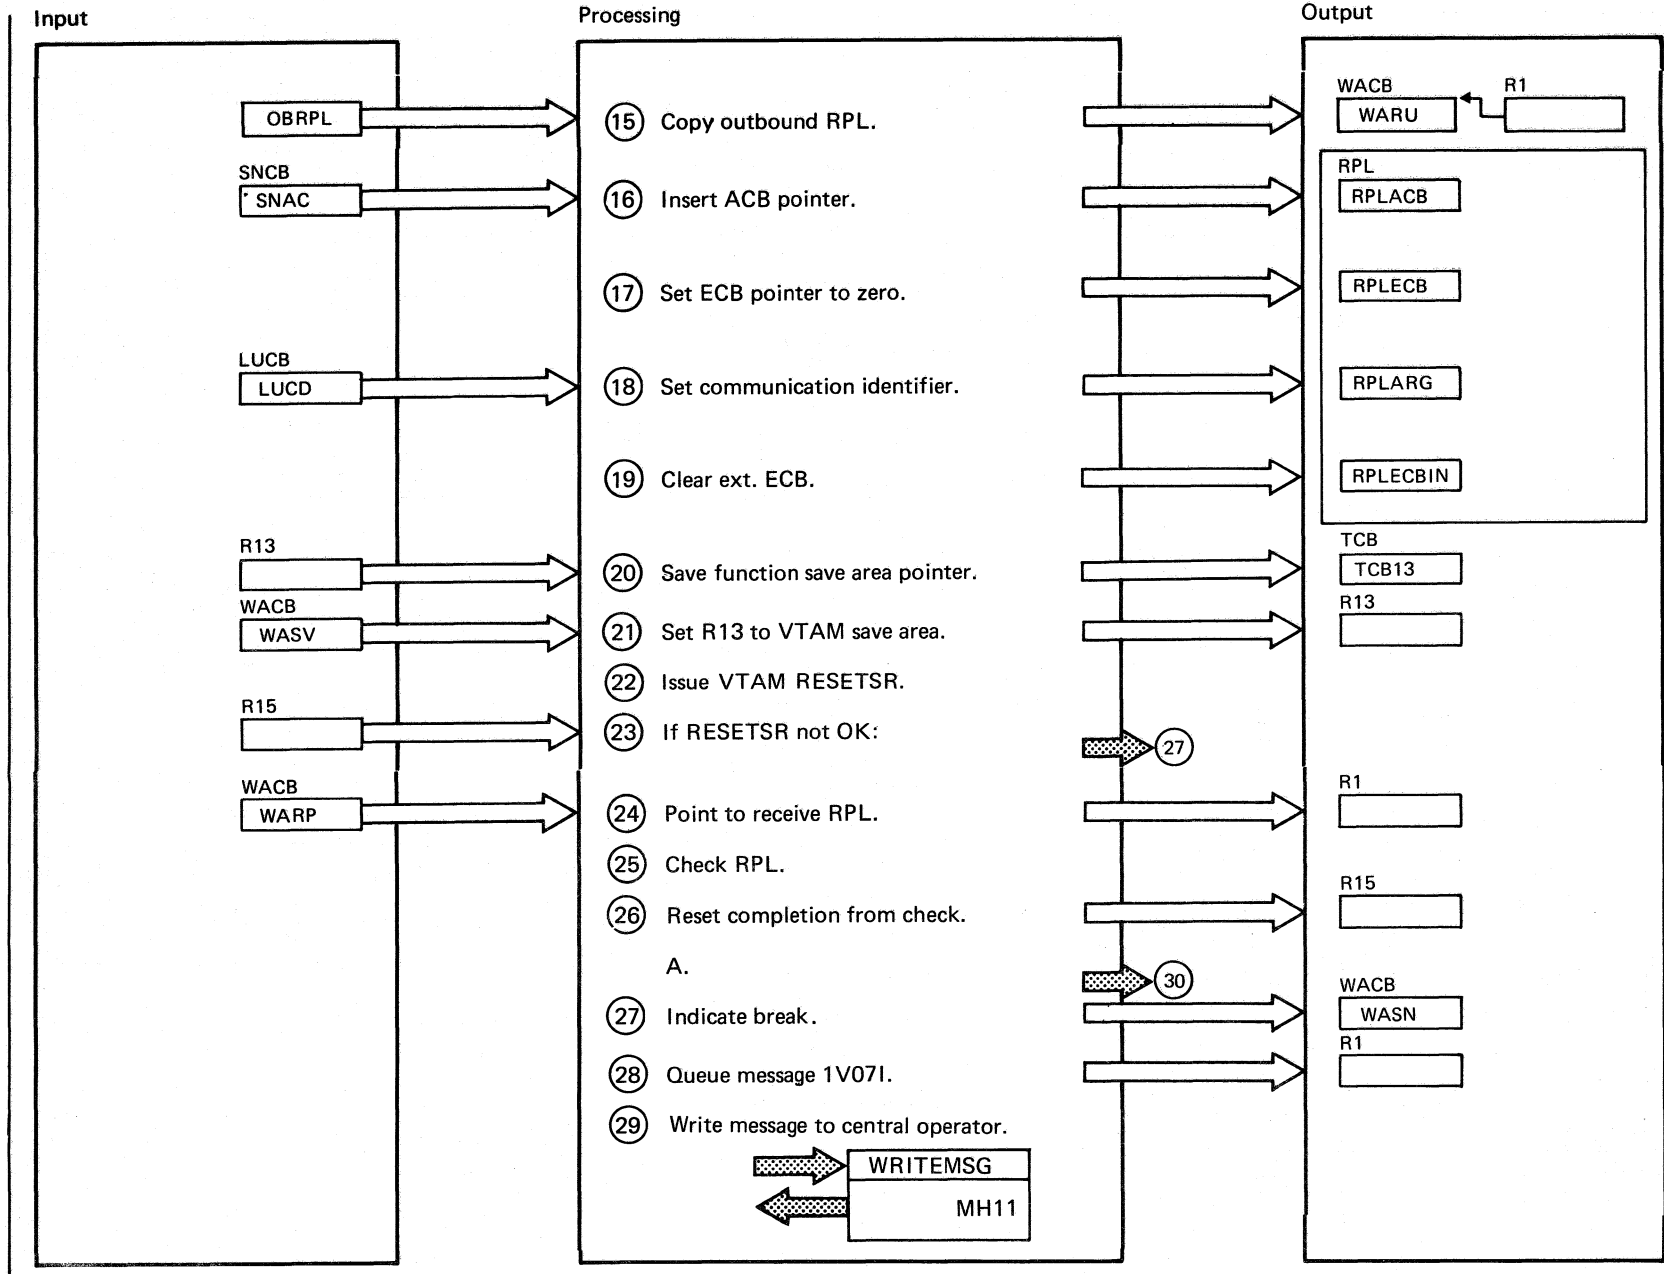 Input
Processing
Output
OBRPL
15 Copy outbound RPL.
WACB
R1
WARU
SNCB
SNAC
16 Insert ACB pointer.
RPL
RPLACB
17 Set ECB pointer to zero.
RPLECB
LUCB
LUCD
18 Set communication identifier.
RPLARG
19 Clear ext. ECB.
RPLECBIN
R13
20 Save function save area pointer.
TCB
TCB13
WACB
WASV
21 Set R13 to VTAM save area.
R13
22 Issue VTAM RESETSR.
R15
23 If RESETSR not OK:
27
WACB
WARP
24 Point to receive RPL.
R1
25 Check RPL.
26 Reset completion from check.
R15
A.
30
27 Indicate break.
WACB
WASN
28 Queue message 1V07I.
R1
29 Write message to central operator.
WRITEMSG
MH11